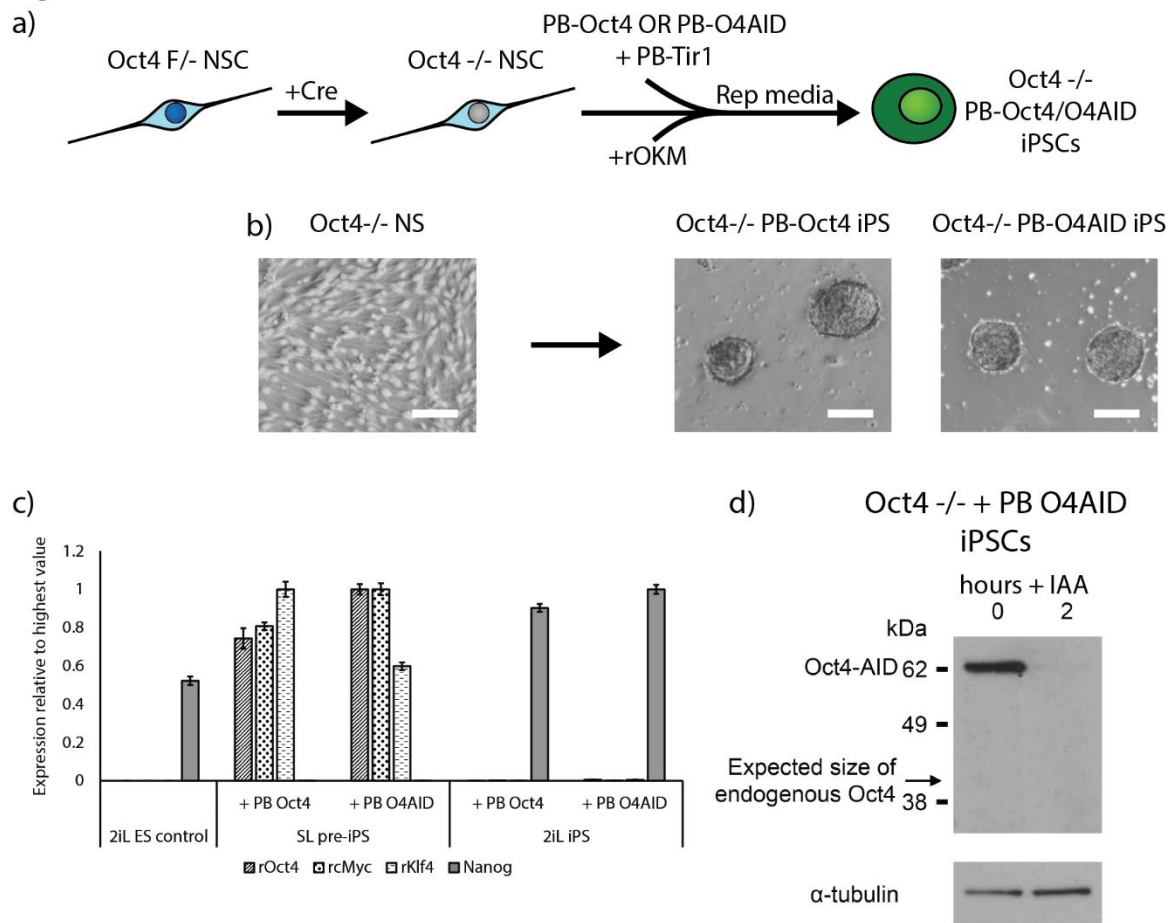 a)
Oct4 F/- NSC
+Cre
Oct4 -/- NSC
PB-Oct4 OR PB-O4AID
+ PB-Tir1
+rOKM
Rep media
Oct4 -/-
PB-Oct4/O4AID
iPSCs
b)
Oct4-/- NS
Oct4-/- PB-Oct4 iPS
Oct4-/- PB-O4AID iPS
c)
Expression relative to highest value
1.2
1
0.8
0.6
0.4
0.2
0
+ PB Oct4
+ PB O4AID
+ PB Oct4
+ PB O4AID
2iL ES control
SL pre-iPS
2iL iPS
rOct4
rcMyc
rKlf4
Nanog
d)
Oct4 -/- + PB O4AID
iPSCs
hours + IAA
0 2
kDa
Oct4-AID 62
49
Expected size of
endogenous Oct4
38
α-tubulin